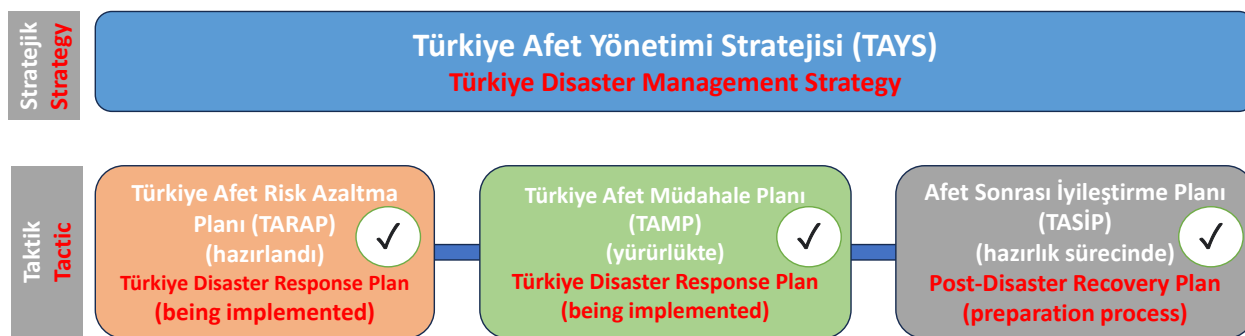 Stratejik
Strategy
Türkiye Afet Yönetimi Stratejisi (TAYS)
Türkiye Disaster Management Strategy
Taktik
Tactic
Türkiye Afet Risk Azaltma
Planı (TARAP)
(hazırlandı)
Türkiye Disaster Response Plan
(being implemented)
Türkiye Afet Müdahale Planı
(TAMP)
(yürürlükte)
Türkiye Disaster Response Plan
(being implemented)
Afet Sonrası İyileştirme Planı
(TASİP)
(hazırlık sürecinde)
Post-Disaster Recovery Plan
(preparation process)